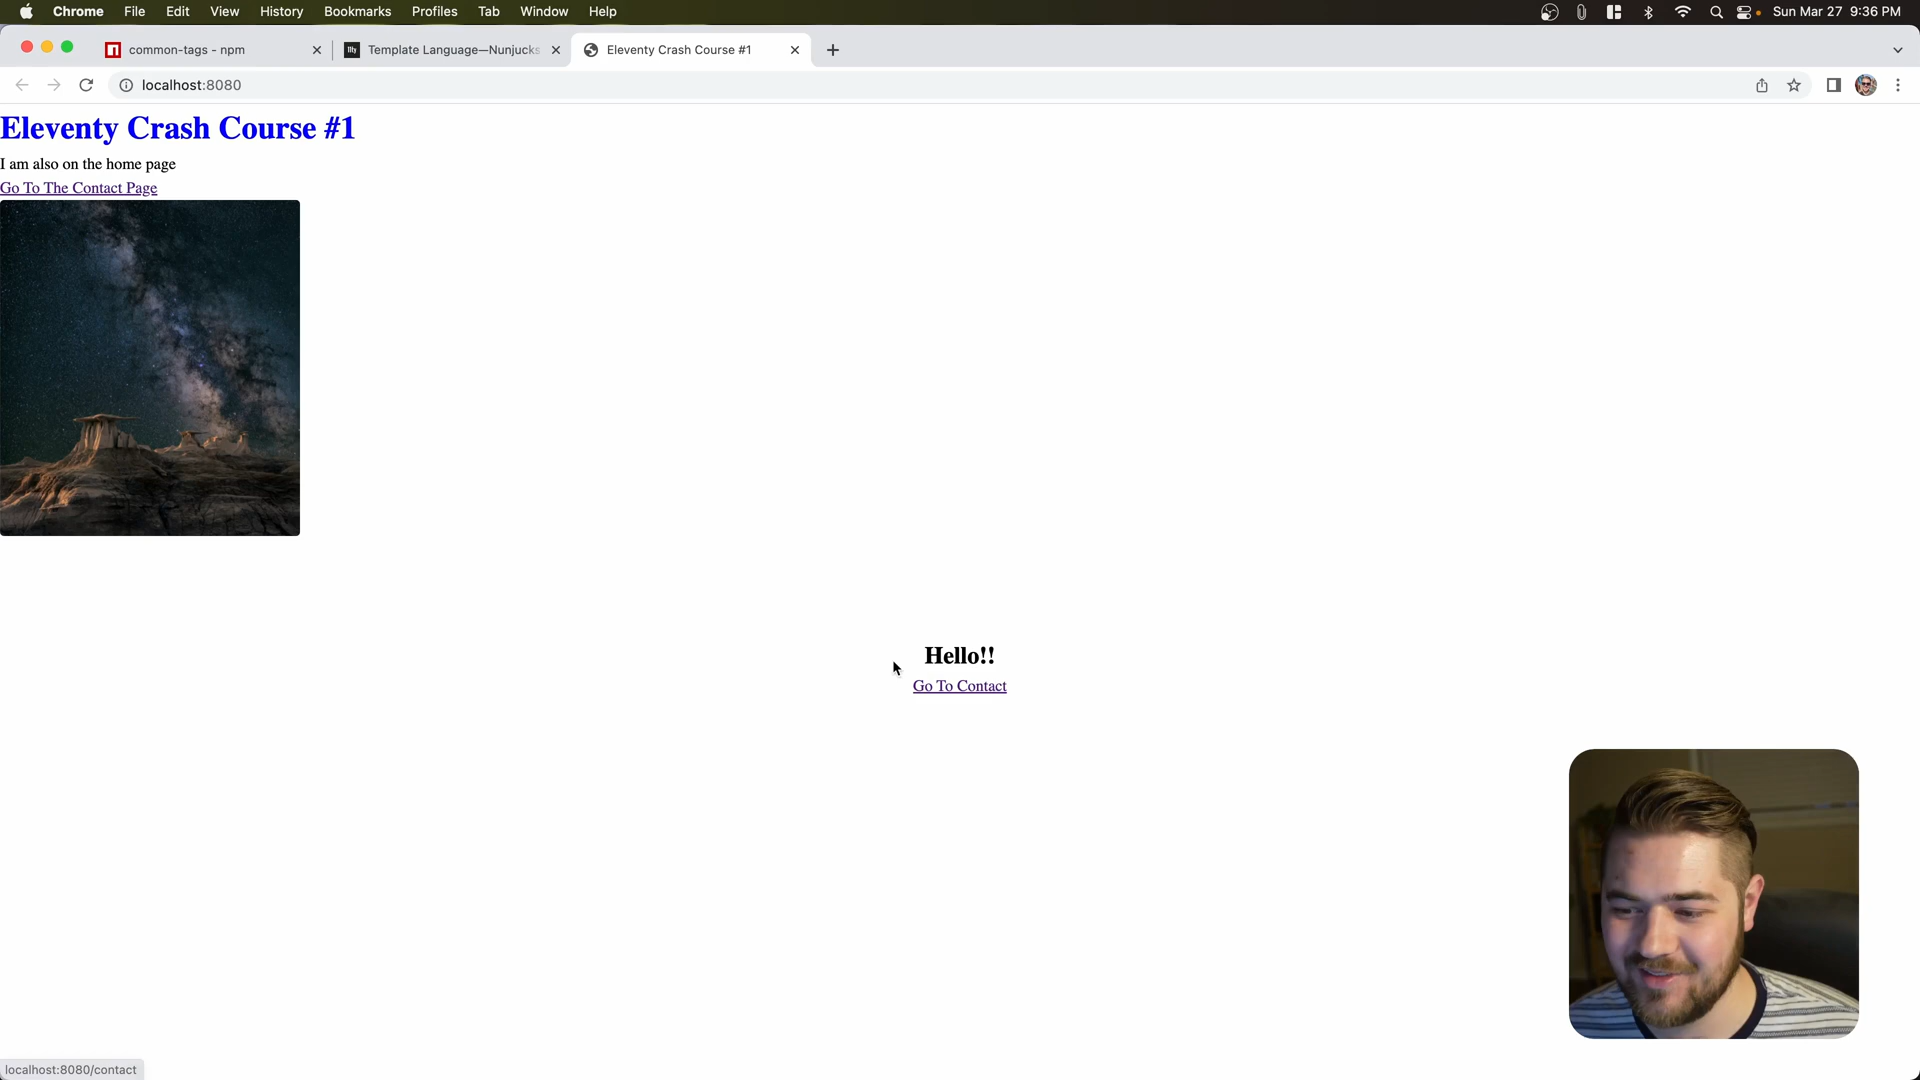 Chrome File Edit View History Bookmarks Profiles Tab Window Help Sun Mar 27 9:36 PM
common-tags - npm Template Language—Nunjucks Eleventy Crash Course #1
localhost:8080
Eleventy Crash Course #1
I am also on the home page
Go To The Contact Page
Hello!!
Go To Contact
localhost:8080/contact